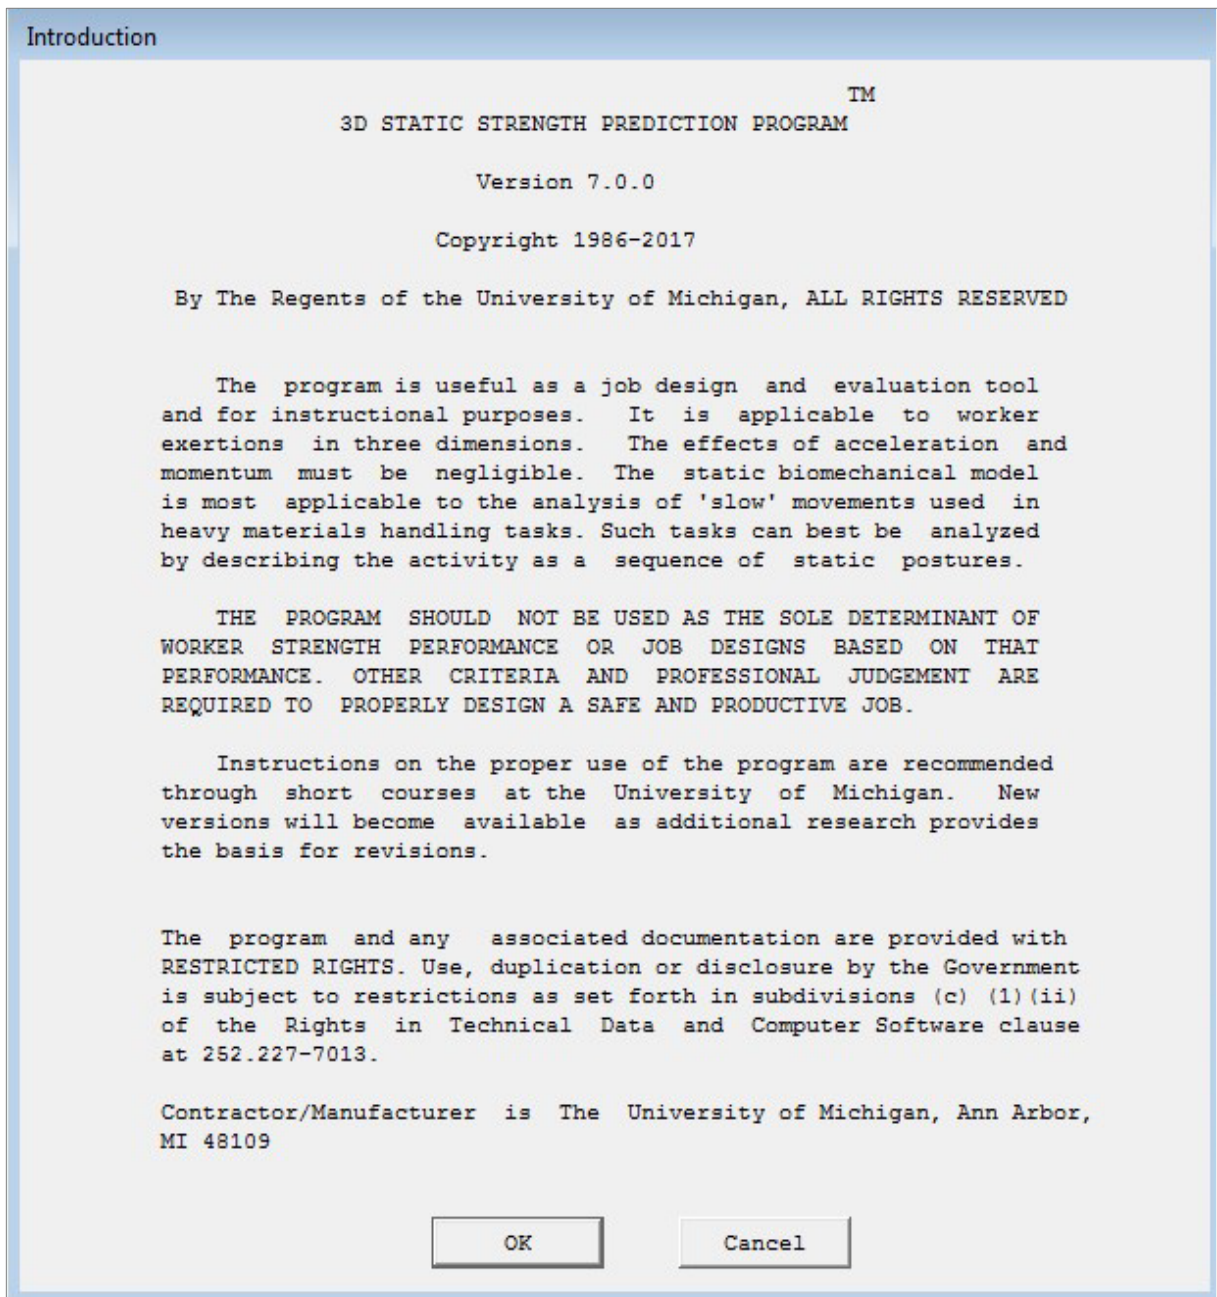 Introduction
TM
3D STATIC STRENGTH PREDICTION PROGRAM
Version 7.0.0
Copyright 1986-2017
By The Regents of the University of Michigan, ALL RIGHTS RESERVED
The program is useful as a job design and evaluation tool
and for instructional purposes. It is applicable to worker
exertions in three dimensions. The effects of acceleration and
momentum must be negligible. The static biomechanical model
is most applicable to the analysis of 'slow' movements used in
heavy materials handling tasks. Such tasks can best be analyzed
by describing the activity as a sequence of static postures.
THE PROGRAM SHOULD NOT BE USED AS THE SOLE DETERMINANT OF
WORKER STRENGTH PERFORMANCE OR JOB DESIGNS BASED ON THAT
PERFORMANCE. OTHER CRITERIA AND PROFESSIONAL JUDGEMENT ARE
REQUIRED TO PROPERLY DESIGN A SAFE AND PRODUCTIVE JOB.
Instructions on the proper use of the program are recommended
through short courses at the University of Michigan. New
versions will become available as additional research provides
the basis for revisions.
The program and any associated documentation are provided with
RESTRICTED RIGHTS. Use, duplication or disclosure by the Government
is subject to restrictions as set forth in subdivisions (c) (1)(ii)
of the Rights in Technical Data and Computer Software clause
at 252.227-7013.
Contractor/Manufacturer is The University of Michigan, Ann Arbor,
MI 48109
OK Cancel